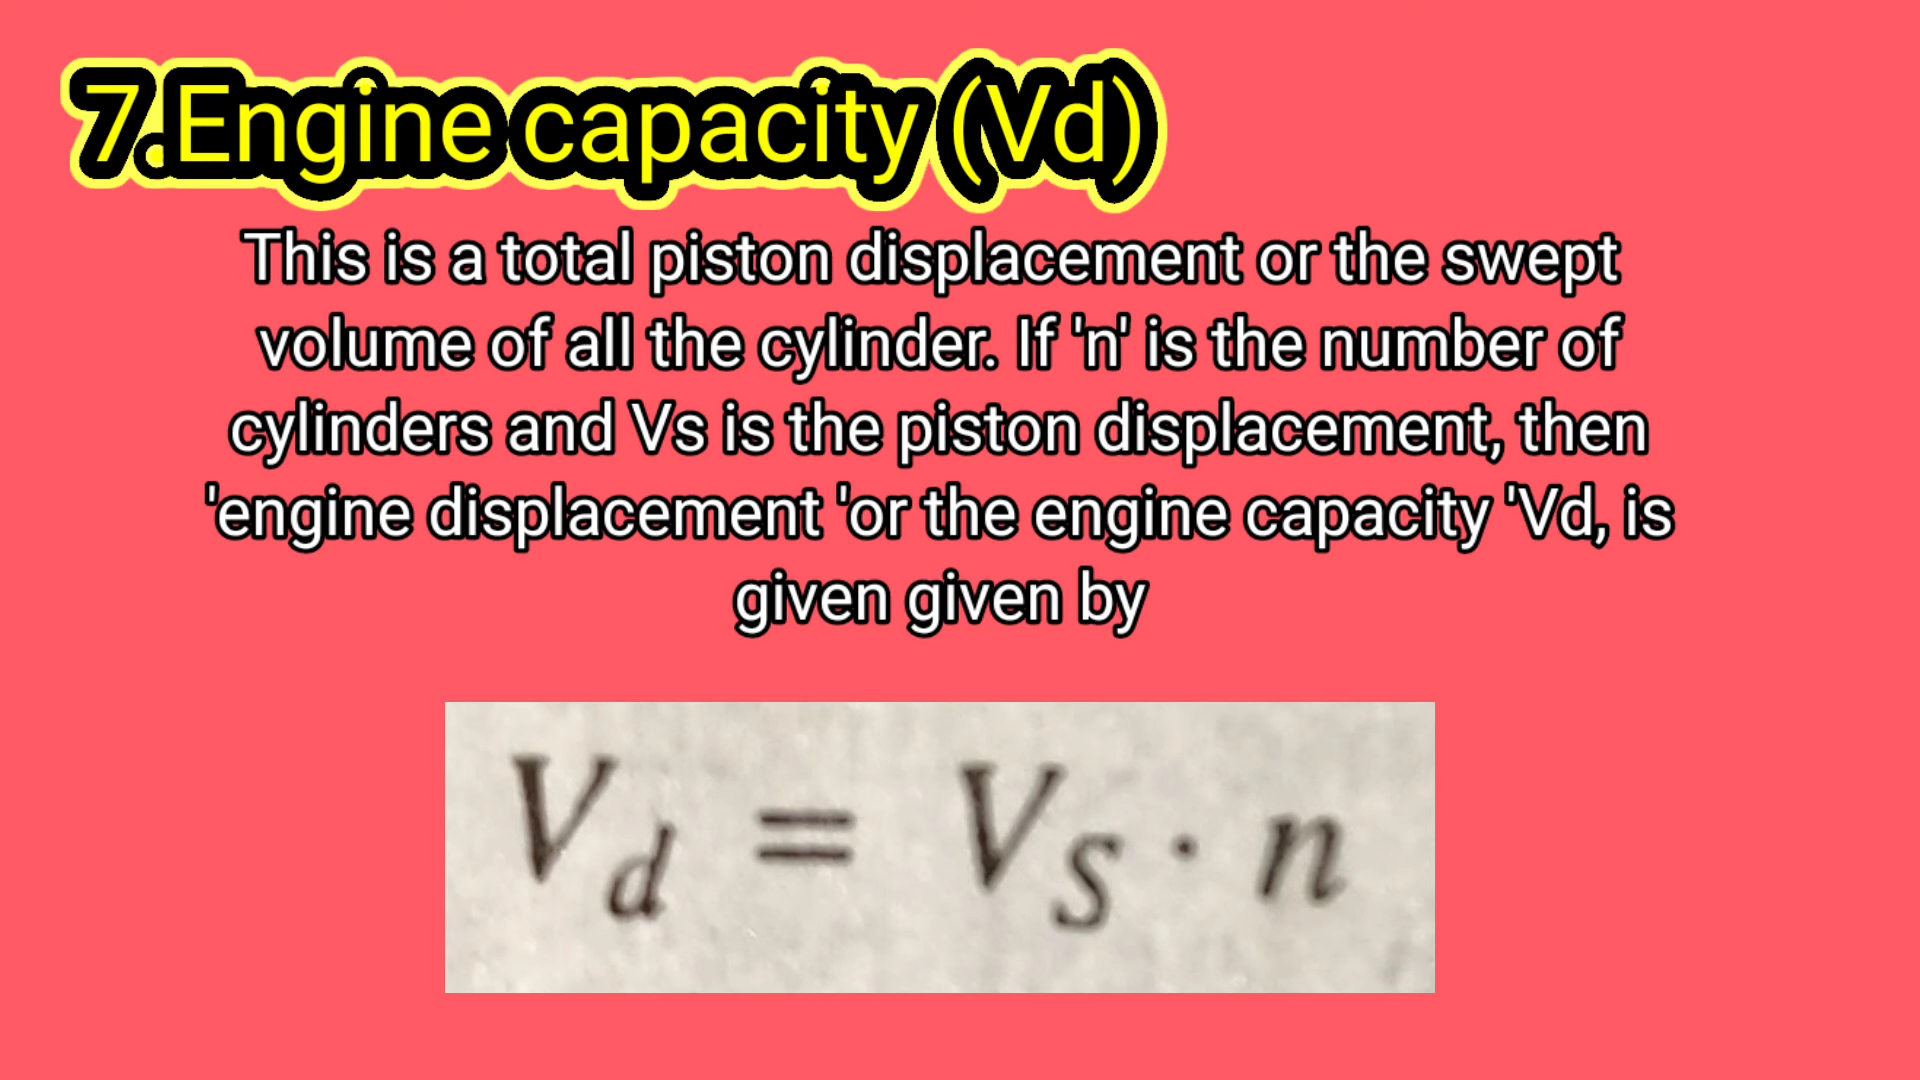 7.Engine capacity (Vd)
This is a total piston displacement or the swept
volume of all the cylinder. If 'n' is the number of
cylinders and Vs is the piston displacement, then
'engine displacement 'or the engine capacity 'Vd, is
given given by
V_d = V_S · n